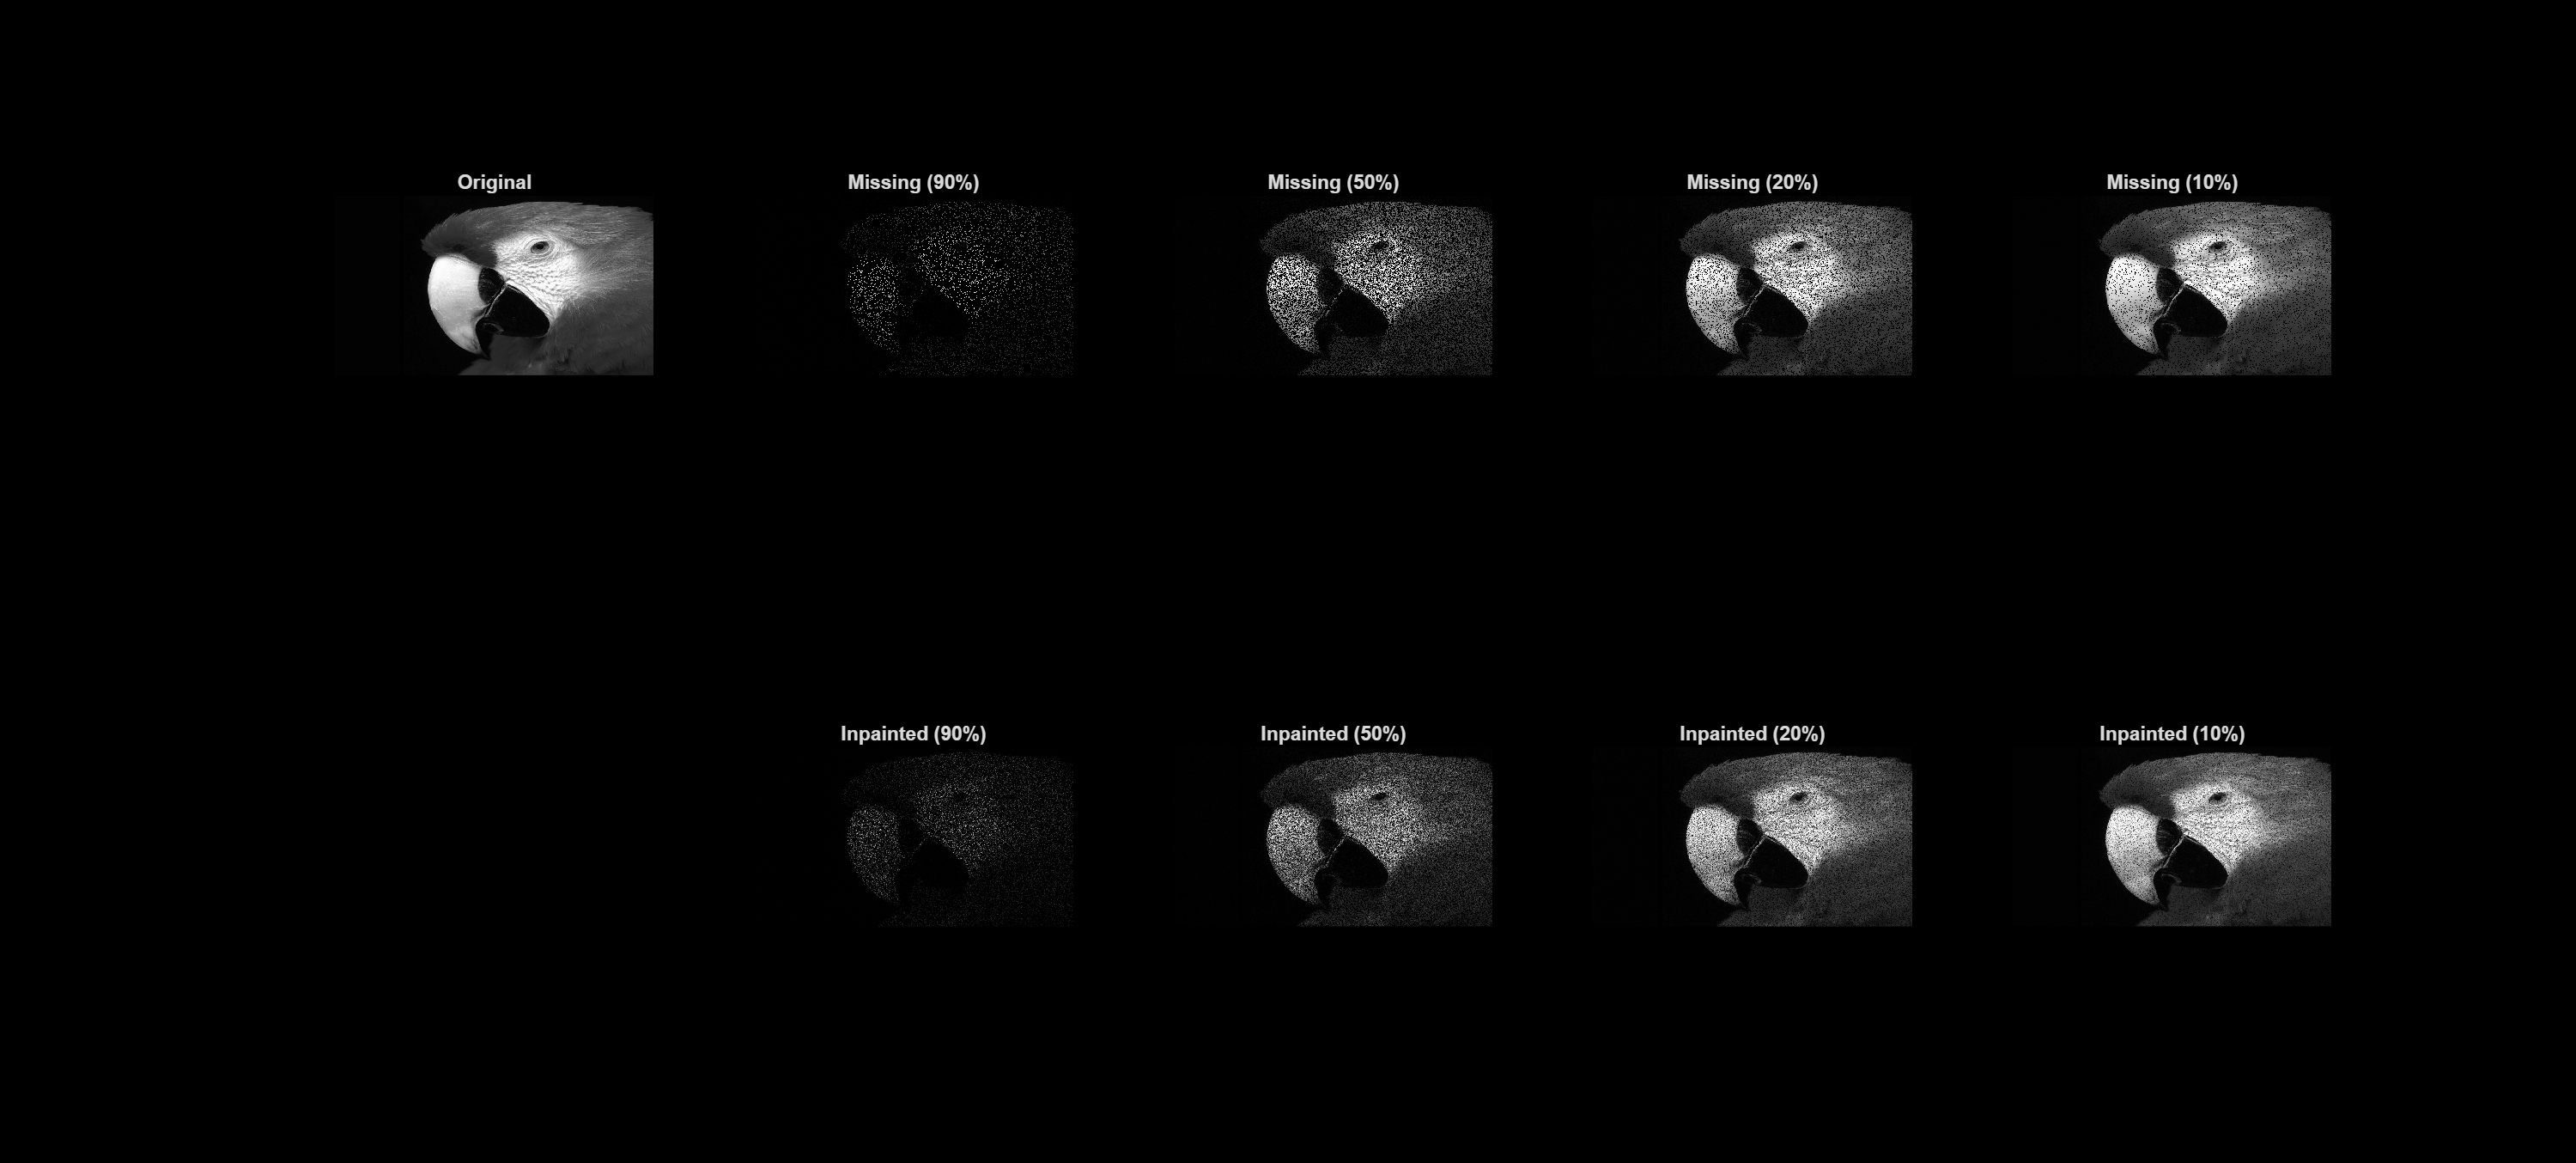 Original
Missing (90%)
Missing (50%)
Missing (20%)
Missing (10%)
Inpainted (90%)
Inpainted (50%)
Inpainted (20%)
Inpainted (10%)